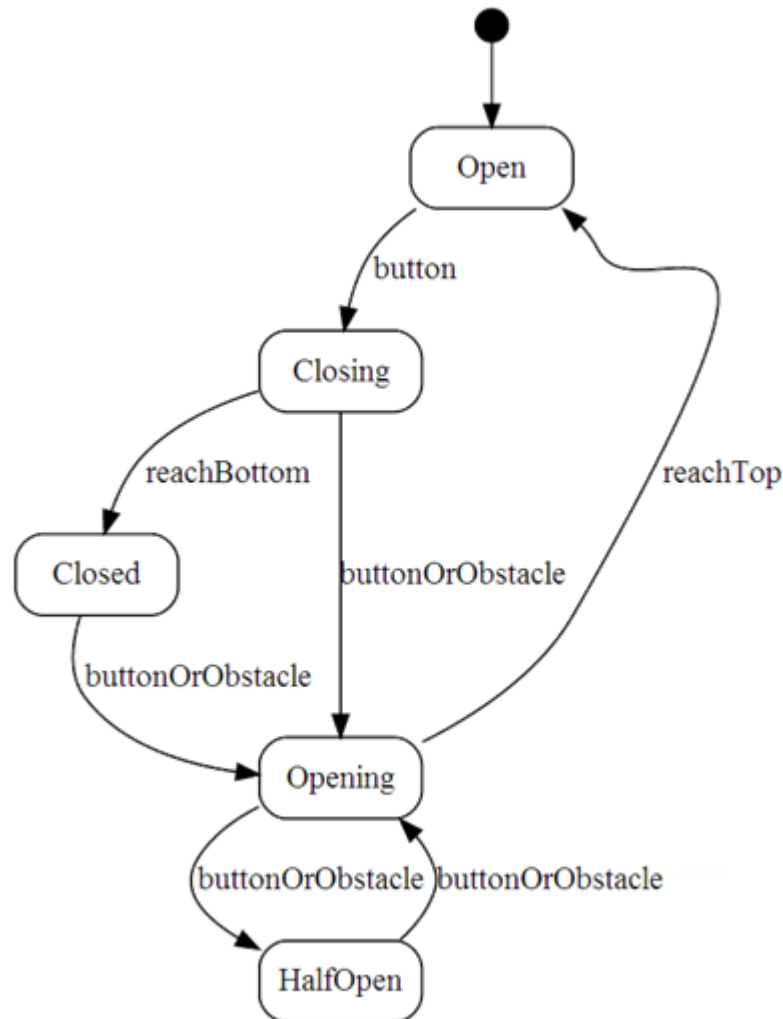 Open
button
Closing
reachBottom
Closed
buttonOrObstacle
buttonOrObstacle
reachTop
Opening
buttonOrObstacle
buttonOrObstacle
HalfOpen